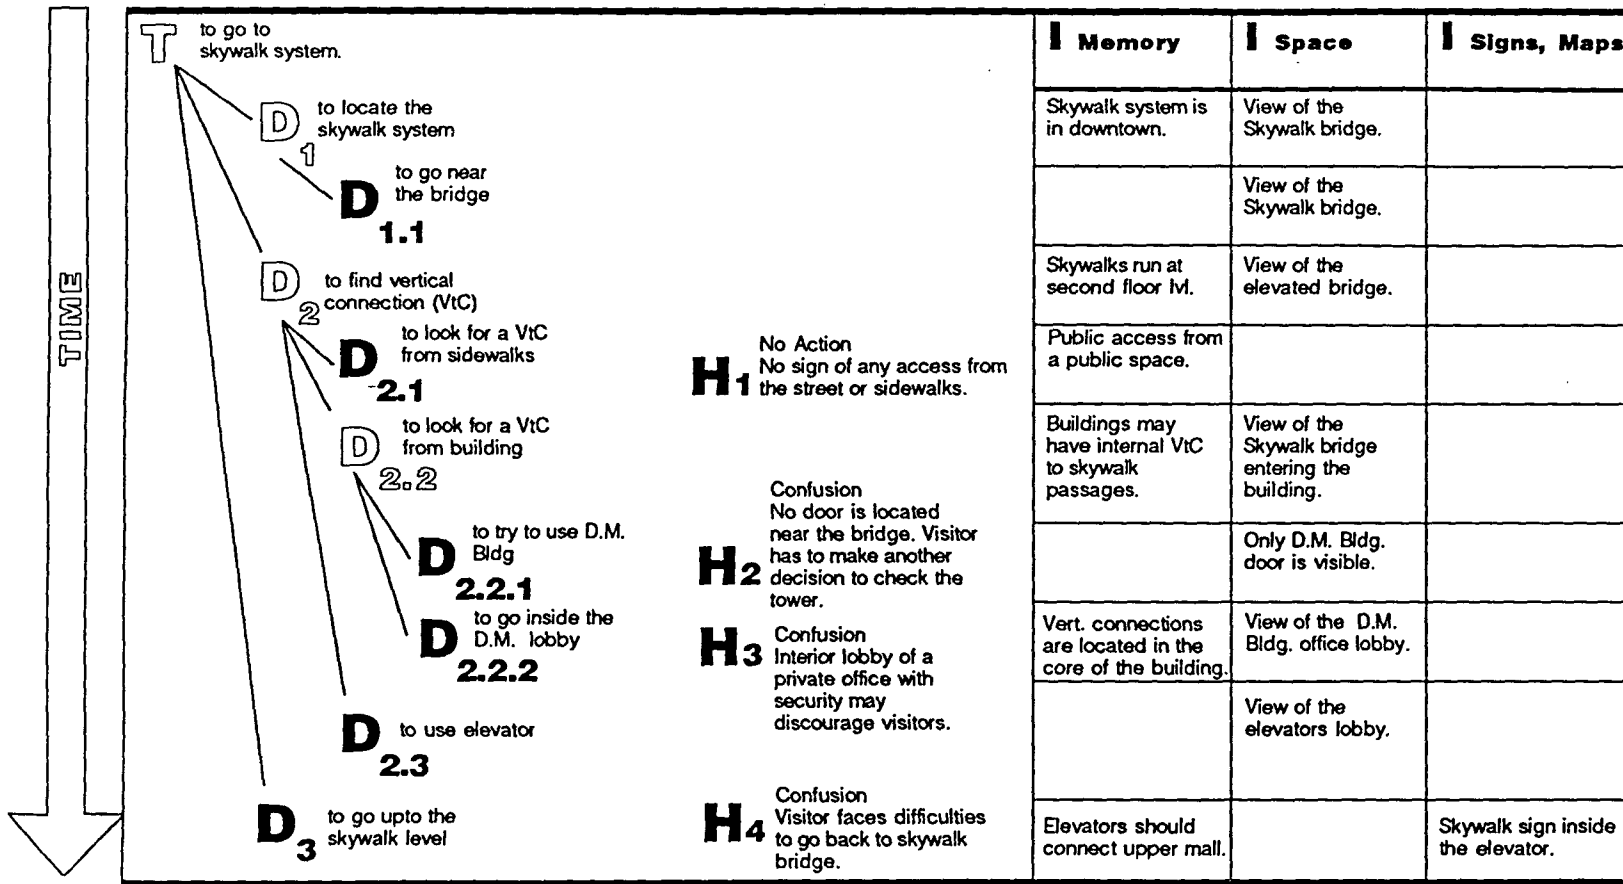 TIME
T to go to
skywalk system.
I Memory
I Space
I Signs, Maps
D1 to locate the
skywalk system
Skywalk system is
in downtown.
View of the
Skywalk bridge.
D1.1 to go near
the bridge
View of the
Skywalk bridge.
D2 to find vertical
connection (VtC)
Skywalks run at
second floor lvl.
View of the
elevated bridge.
D2.1 to look for a VtC
from sidewalks
H1 No Action
No sign of any access from
the street or sidewalks.
Public access from
a public space.
D2.2 to look for a VtC
from building
Buildings may
have internal VtC
to skywalk
passages.
View of the
Skywalk bridge
entering the
building.
D2.2.1 to try to use D.M.
Bldg
H2 Confusion
No door is located
near the bridge. Visitor
has to make another
decision to check the
tower.
Only D.M. Bldg.
door is visible.
D2.2.2 to go inside the
D.M. lobby
H3 Confusion
Interior lobby of a
private office with
security may
discourage visitors.
Vert. connections
are located in the
core of the building.
View of the D.M.
Bldg. office lobby.
D2.3 to use elevator
View of the
elevators lobby.
D3 to go upto the
skywalk level
H4 Confusion
Visitor faces difficulties
to go back to skywalk
bridge.
Elevators should
connect upper mall.
Skywalk sign inside
the elevator.